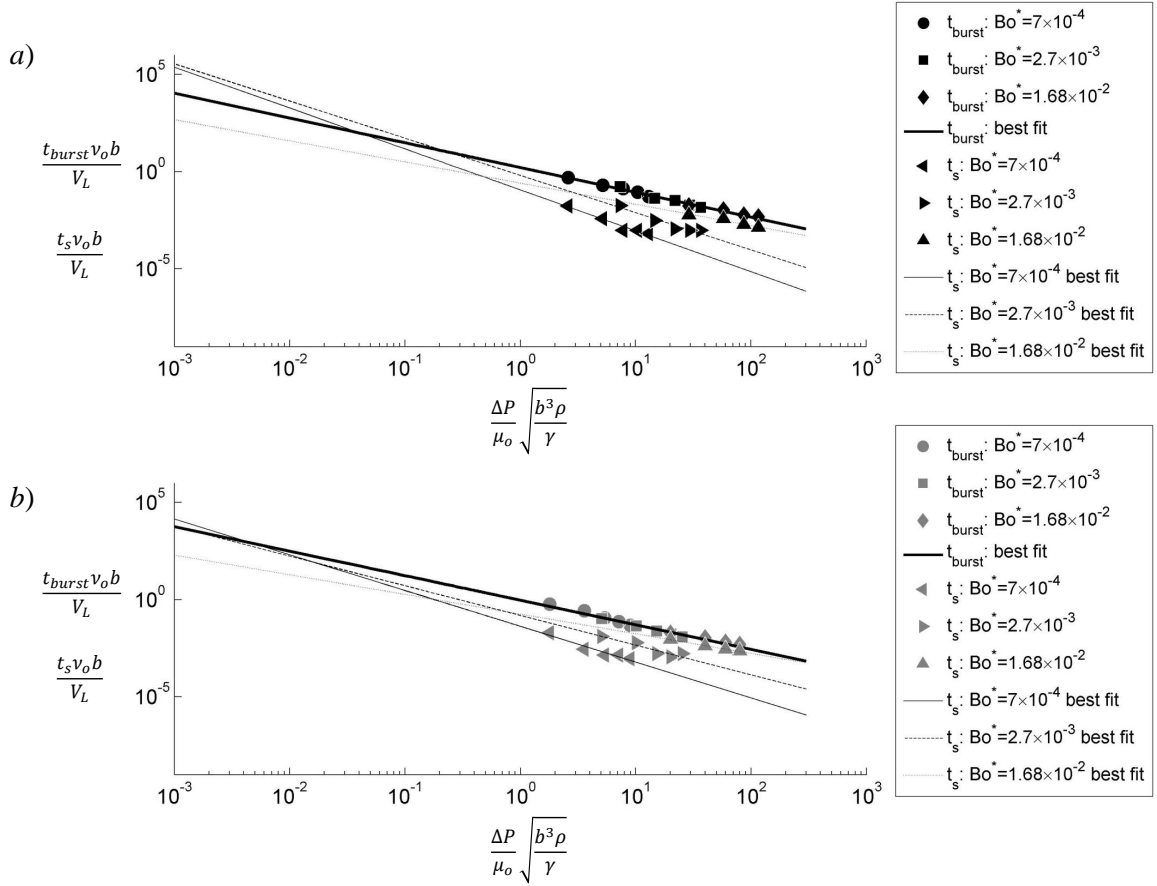 a)
10^5
10^0
10^-5
t_burst ν_o b / V_L
t_s ν_o b / V_L
10^-3 10^-2 10^-1 10^0 10^1 10^2 10^3
ΔP/μ_o √(b^3 ρ/γ)
t_burst: Bo*=7×10^-4
t_burst: Bo*=2.7×10^-3
t_burst: Bo*=1.68×10^-2
t_burst: best fit
t_s: Bo*=7×10^-4
t_s: Bo*=2.7×10^-3
t_s: Bo*=1.68×10^-2
t_s: Bo*=7×10^-4 best fit
t_s: Bo*=2.7×10^-3 best fit
t_s: Bo*=1.68×10^-2 best fit
b)
10^5
10^0
10^-5
t_burst ν_o b / V_L
t_s ν_o b / V_L
10^-3 10^-2 10^-1 10^0 10^1 10^2 10^3
ΔP/μ_o √(b^3 ρ/γ)
t_burst: Bo*=7×10^-4
t_burst: Bo*=2.7×10^-3
t_burst: Bo*=1.68×10^-2
t_burst: best fit
t_s: Bo*=7×10^-4
t_s: Bo*=2.7×10^-3
t_s: Bo*=1.68×10^-2
t_s: Bo*=7×10^-4 best fit
t_s: Bo*=2.7×10^-3 best fit
t_s: Bo*=1.68×10^-2 best fit